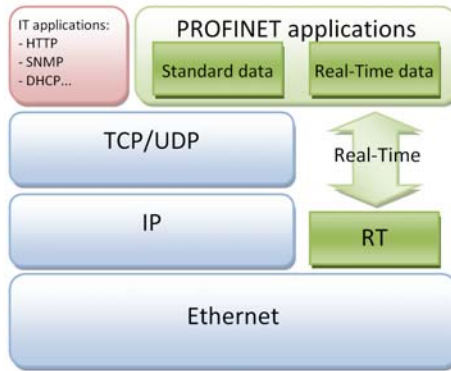 IT applications:
- HTTP
- SNMP
- DHCP...
PROFINET applications
Standard data
Real-Time data
TCP/UDP
Real-Time
IP
RT
Ethernet